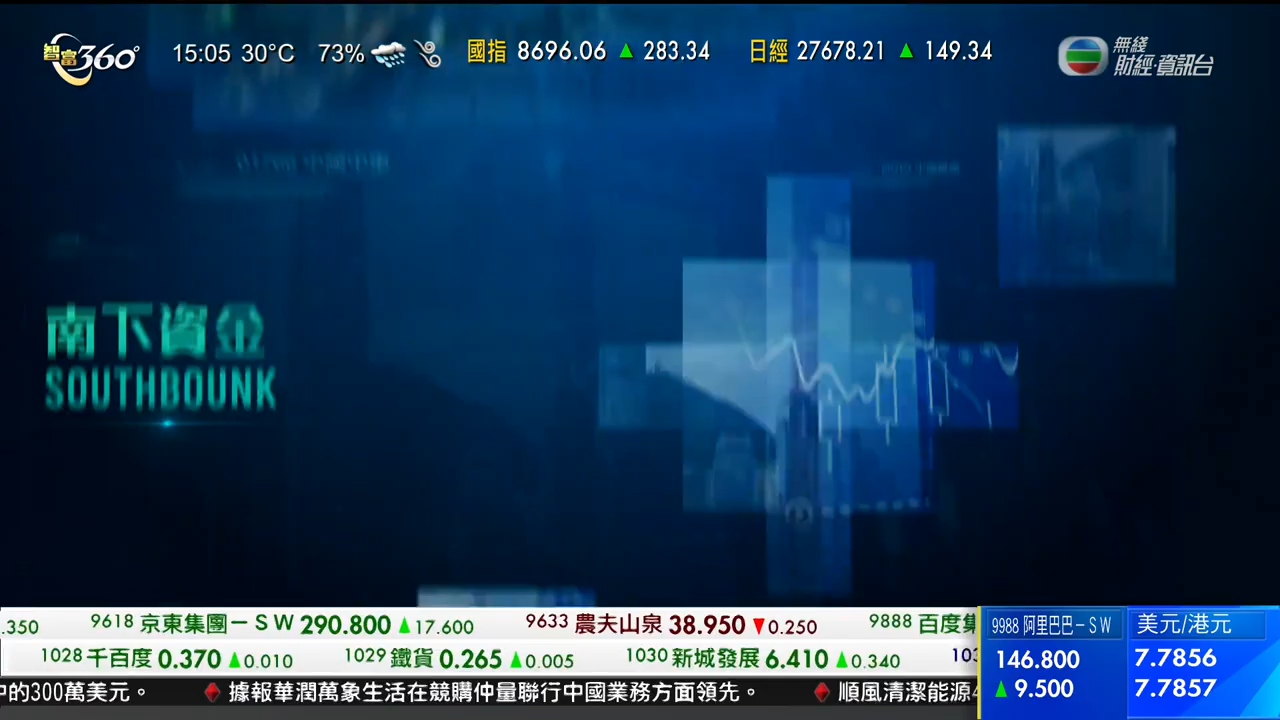 智富360°
15:05 30°C 73%
國指 8696.06 ▲ 283.34
日經 27678.21 ▲ 149.34
無綫
財經·資訊台
南下資金
SOUTHBOUNK
.350 9618 京東集團－ＳＷ 290.800 ▲17.600 9633 農夫山泉 38.950 ▼0.250 9888 百度集
1028 千百度 0.370 ▲0.010 1029 鐵貨 0.265 ▲0.005 1030 新城發展 6.410 ▲0.340 103
中的300萬美元。 ♦ 據報華潤萬象生活在競購仲量聯行中國業務方面領先。 ♦ 順風清潔能源4
9988 阿里巴巴－ＳＷ
146.800
▲ 9.500
美元/港元
7.7856
7.7857